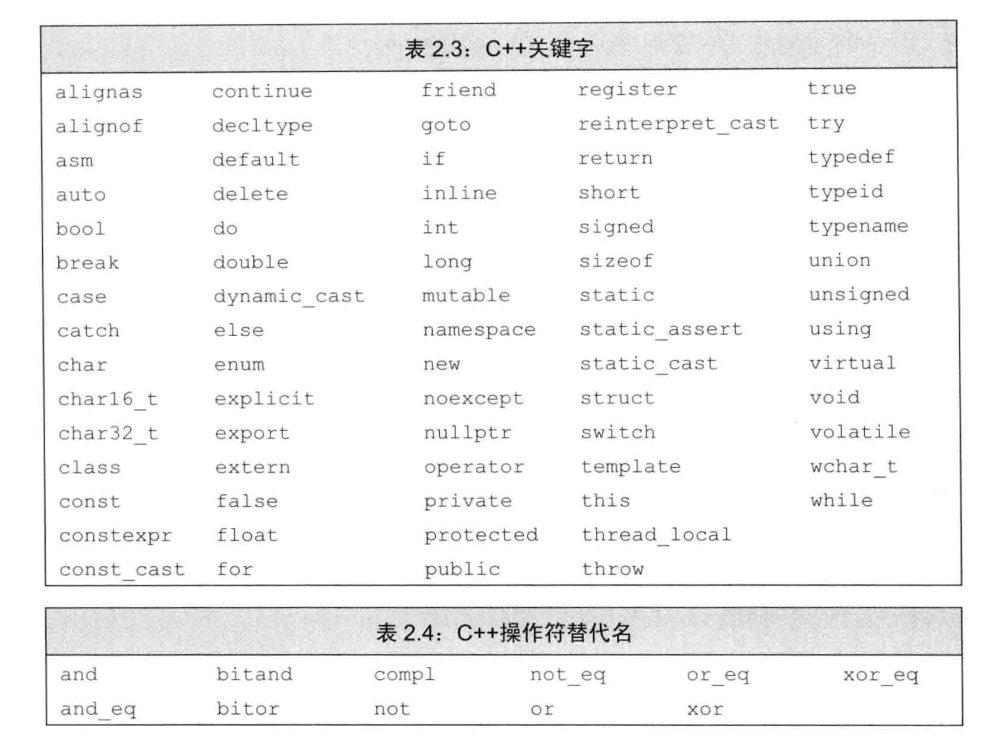 表 2.3：C++关键字
alignas continue friend register true
alignof decltype goto reinterpret_cast try
asm default if return typedef
auto delete inline short typeid
bool do int signed typename
break double long sizeof union
case dynamic_cast mutable static unsigned
catch else namespace static_assert using
char enum new static_cast virtual
char16_t explicit noexcept struct void
char32_t export nullptr switch volatile
class extern operator template wchar_t
const false private this while
constexpr float protected thread_local
const_cast for public throw
表 2.4：C++操作符替代名
and bitand compl not_eq or_eq xor_eq
and_eq bitor not or xor